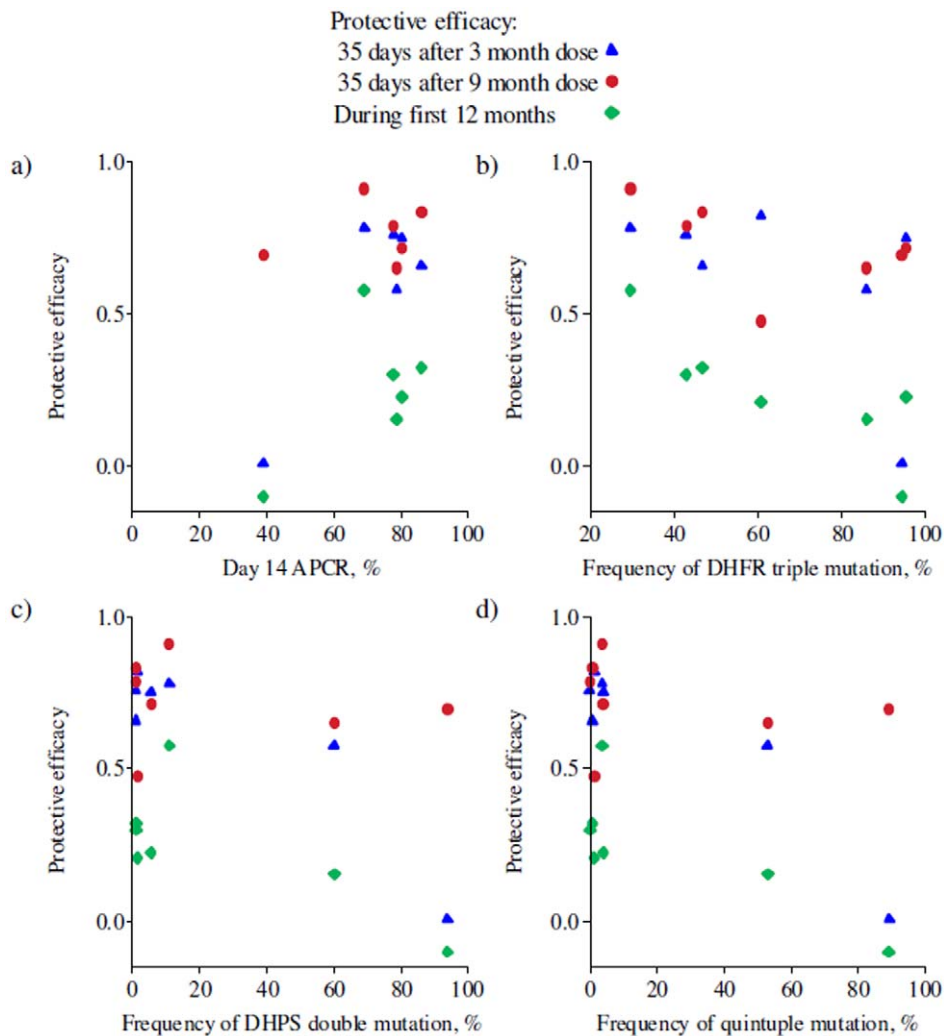 Protective efficacy:
35 days after 3 month dose
35 days after 9 month dose
During first 12 months
a)
1.0
0.5
0.0
Protective efficacy
0 20 40 60 80 100
Day 14 APCR, %
b)
1.0
0.5
0.0
Protective efficacy
20 40 60 80 100
Frequency of DHFR triple mutation, %
c)
1.0
0.5
0.0
Protective efficacy
0 20 40 60 80 100
Frequency of DHPS double mutation, %
d)
1.0
0.5
0.0
Protective efficacy
0 20 40 60 80 100
Frequency of quintuple mutation, %